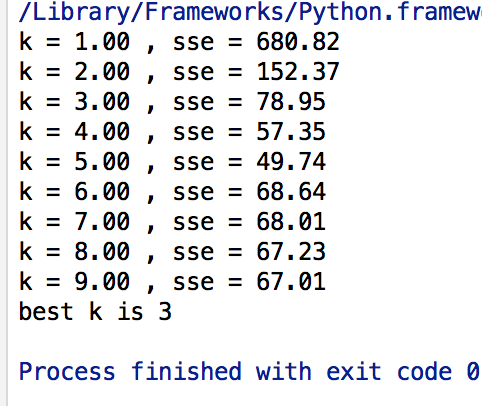 /Library/Frameworks/Python.framew
k = 1.00 , sse = 680.82
k = 2.00 , sse = 152.37
k = 3.00 , sse = 78.95
k = 4.00 , sse = 57.35
k = 5.00 , sse = 49.74
k = 6.00 , sse = 68.64
k = 7.00 , sse = 68.01
k = 8.00 , sse = 67.23
k = 9.00 , sse = 67.01
best k is 3
Process finished with exit code 0